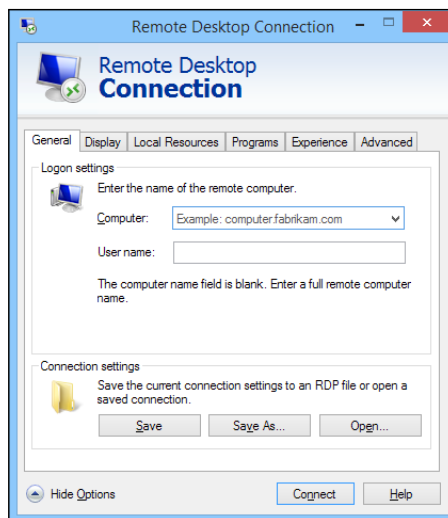 Remote Desktop Connection
Remote Desktop
Connection
General Display Local Resources Programs Experience Advanced
Logon settings
Enter the name of the remote computer.
Computer: Example: computer.fabrikam.com
User name:
The computer name field is blank. Enter a full remote computer
name.
Connection settings
Save the current connection settings to an RDP file or open a
saved connection.
Save Save As... Open...
Hide Options Connect Help